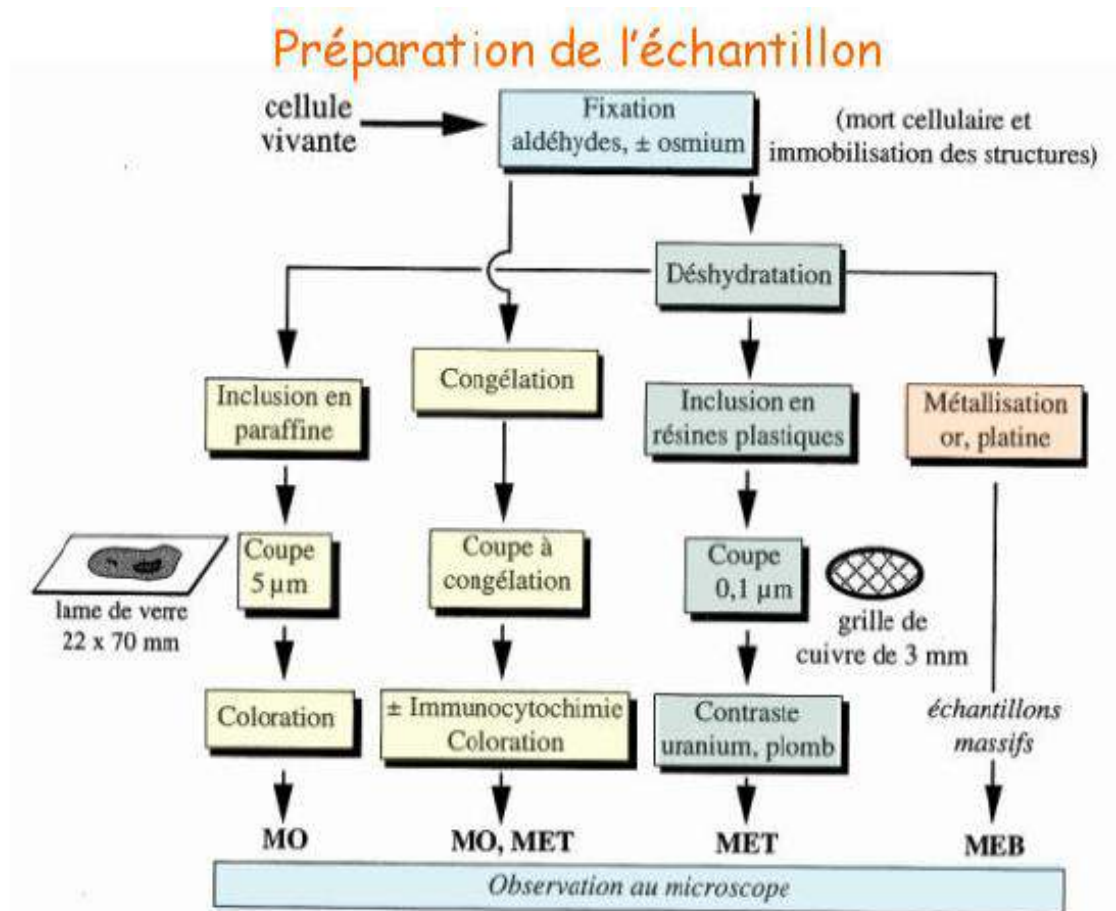 Préparation de l'échantillon
cellule
vivante
Fixation
aldéhydes, ± osmium
(mort cellulaire et
immobilisation des structures)
Déshydratation
Inclusion en
paraffine
Congélation
Inclusion en
résines plastiques
Métallisation
or, platine
lame de verre
22 x 70 mm
Coupe
5 µm
Coupe à
congélation
Coupe
0,1 µm
grille de
cuivre de 3 mm
Coloration
± Immunocytochimie
Coloration
Contraste
uranium, plomb
échantillons
massifs
MO
MO, MET
MET
MEB
Observation au microscope